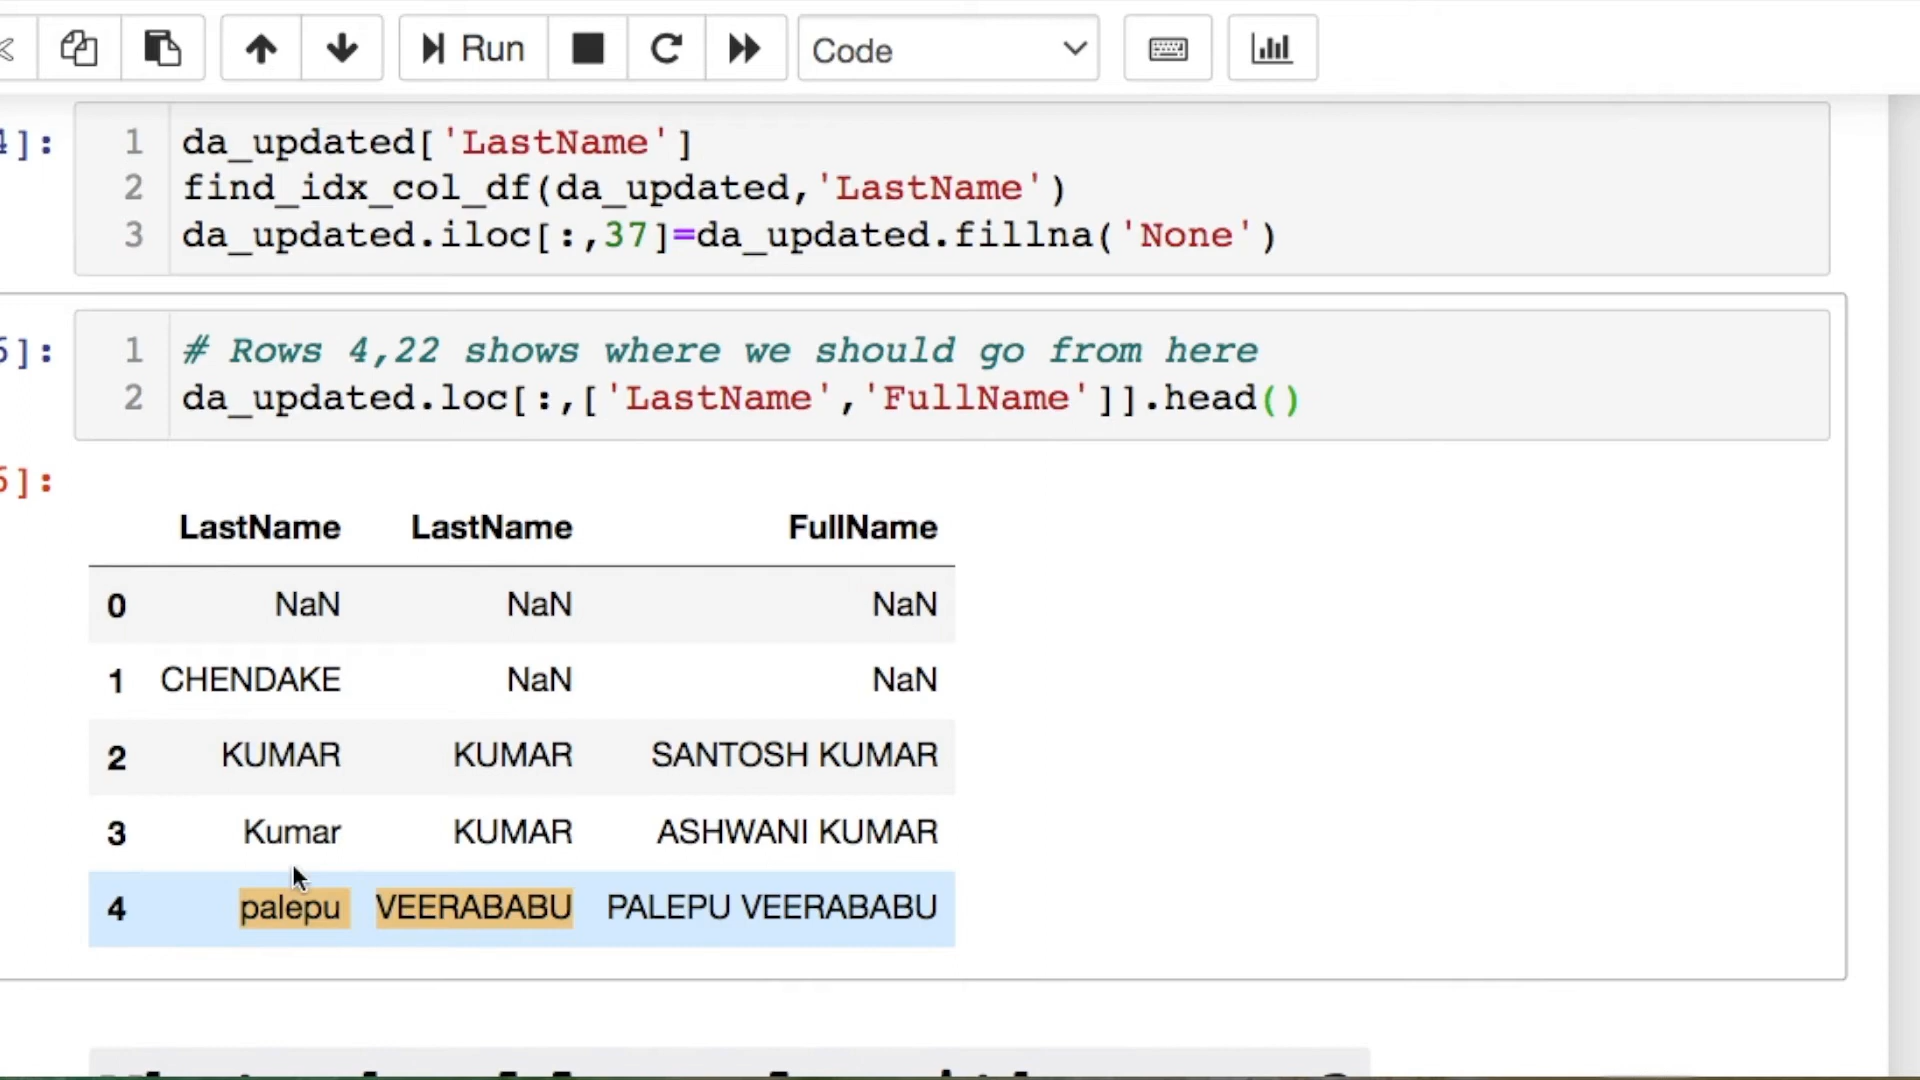 Run
Code
4]:
1 da_updated['LastName']
2 find_idx_col_df(da_updated,'LastName')
3 da_updated.iloc[:,37]=da_updated.fillna('None')
1 # Rows 4,22 shows where we should go from here
2 da_updated.loc[:,['LastName','FullName']].head()
LastName LastName FullName
0 NaN NaN NaN
1 CHENDAKE NaN NaN
2 KUMAR KUMAR SANTOSH KUMAR
3 Kumar KUMAR ASHWANI KUMAR
4 palepu VEERABABU PALEPU VEERABABU